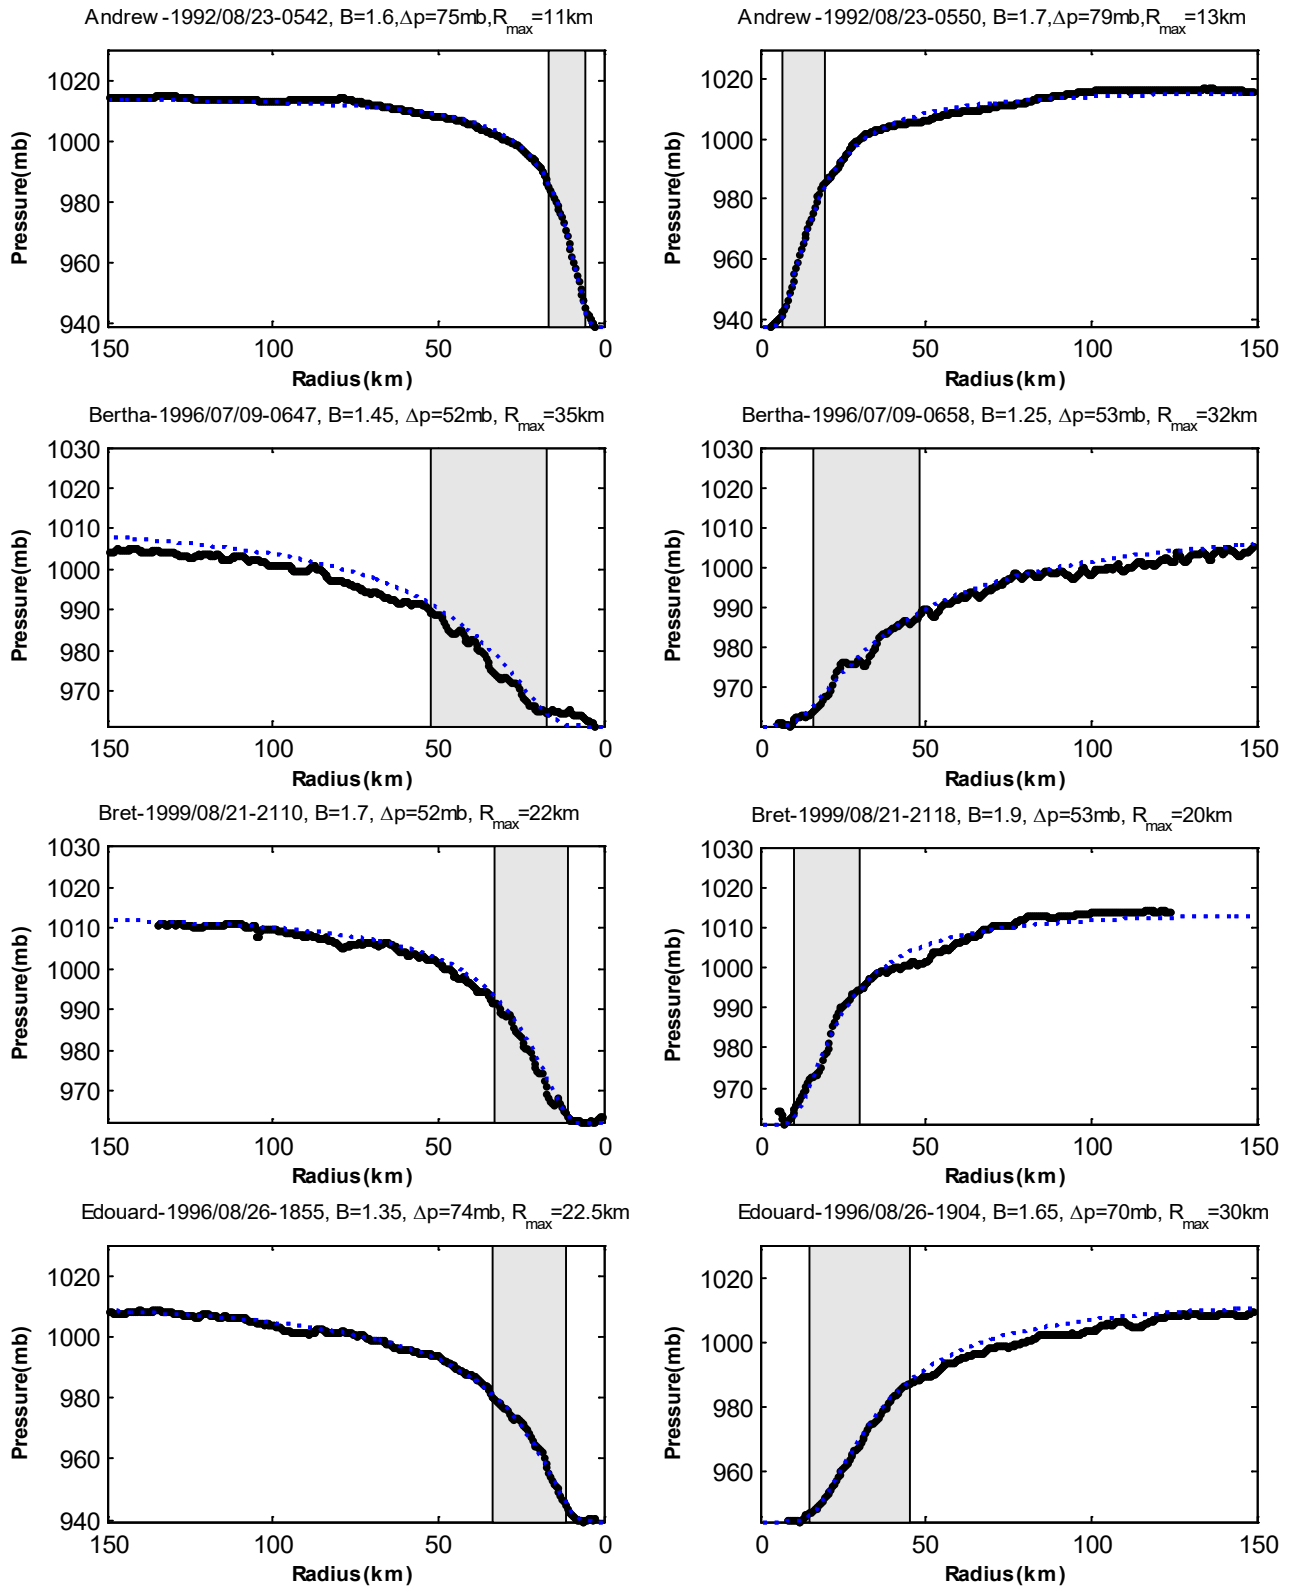 Andrew-1992/08/23-0542, B=1.6,Δp=75mb,Rmax=11km
1020
1000
980
960
940
Pressure(mb)
150 100 50 0
Radius(km)
Andrew-1992/08/23-0550, B=1.7,Δp=79mb,Rmax=13km
1020
1000
980
960
940
Pressure(mb)
0 50 100 150
Radius(km)
Bertha-1996/07/09-0647, B=1.45, Δp=52mb, Rmax=35km
1030
1020
1010
1000
990
980
970
Pressure(mb)
150 100 50 0
Radius(km)
Bertha-1996/07/09-0658, B=1.25, Δp=53mb, Rmax=32km
1030
1020
1010
1000
990
980
970
Pressure(mb)
0 50 100 150
Radius(km)
Bret-1999/08/21-2110, B=1.7, Δp=52mb, Rmax=22km
1030
1020
1010
1000
990
980
970
Pressure(mb)
150 100 50 0
Radius(km)
Bret-1999/08/21-2118, B=1.9, Δp=53mb, Rmax=20km
1030
1020
1010
1000
990
980
970
Pressure(mb)
0 50 100 150
Radius(km)
Edouard-1996/08/26-1855, B=1.35, Δp=74mb, Rmax=22.5km
1020
1000
980
960
940
Pressure(mb)
150 100 50 0
Radius(km)
Edouard-1996/08/26-1904, B=1.65, Δp=70mb, Rmax=30km
1020
1000
980
960
Pressure(mb)
0 50 100 150
Radius(km)